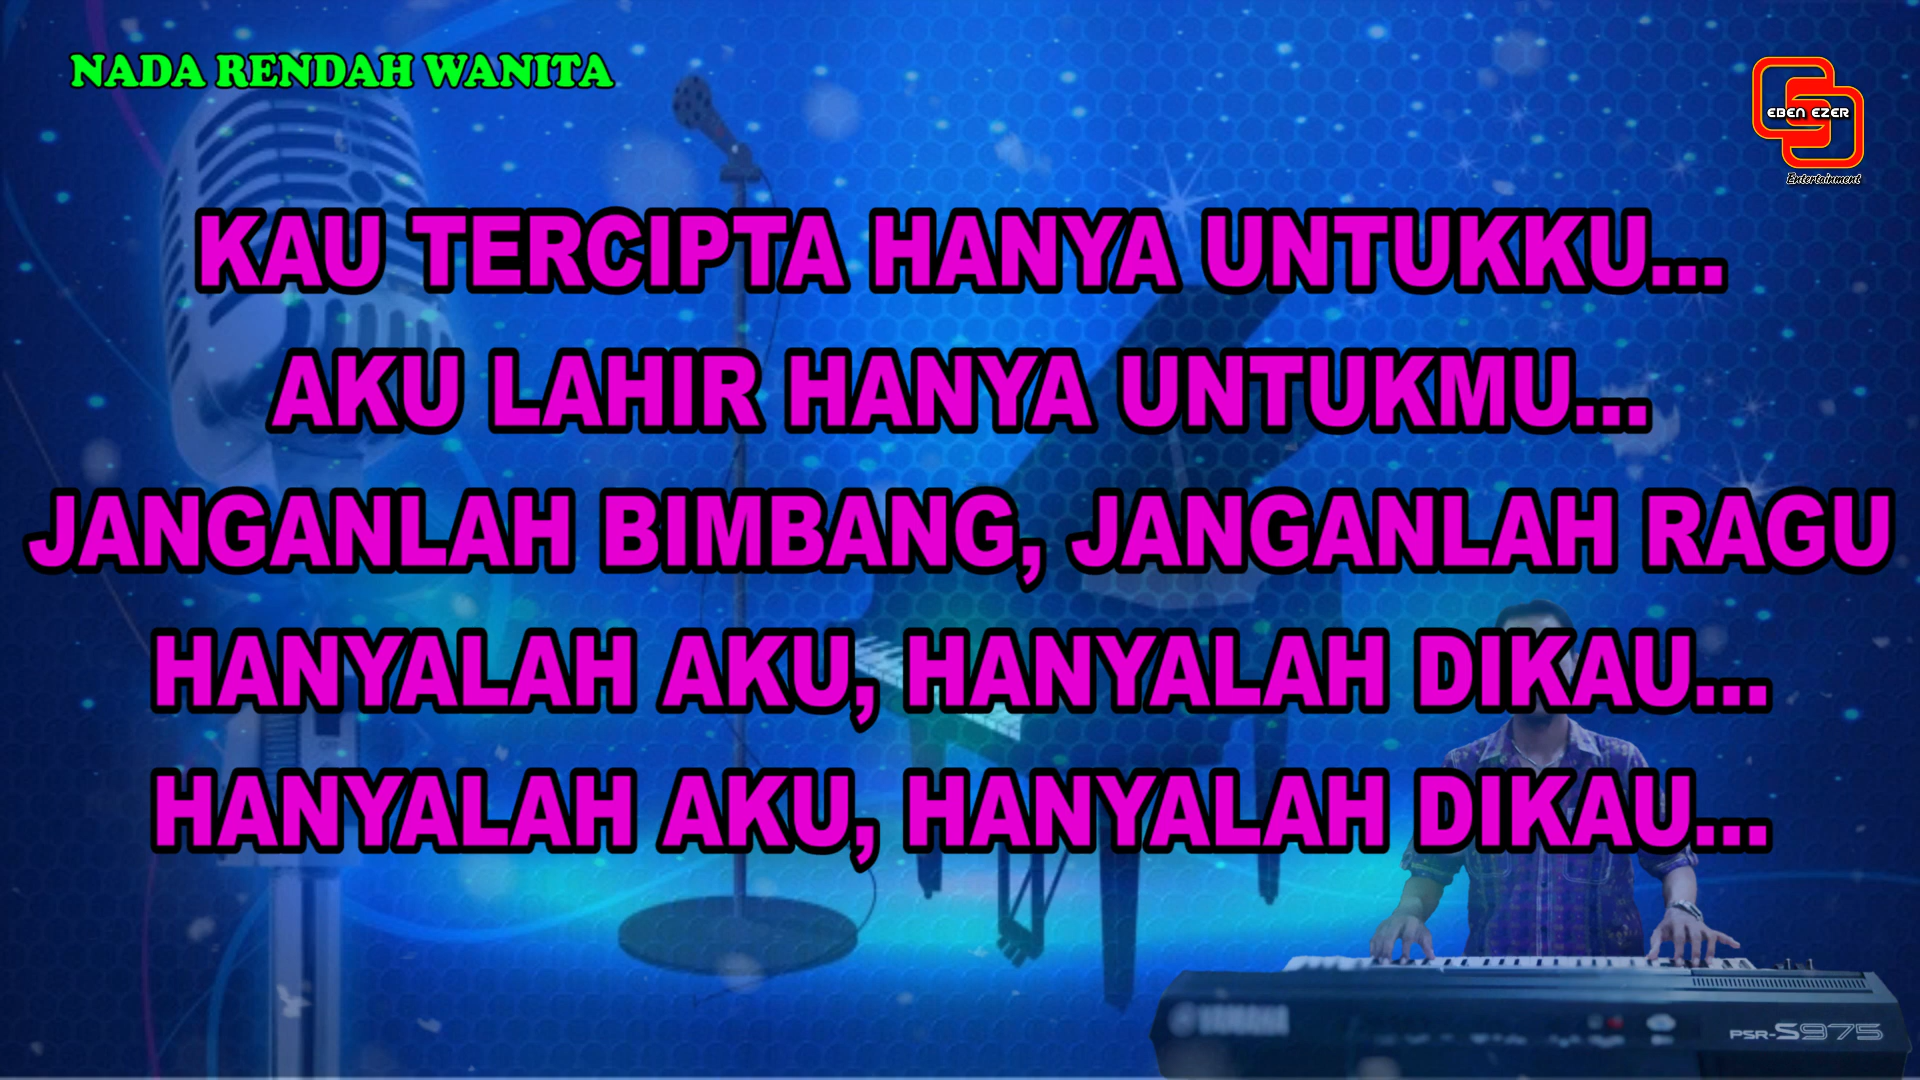 NADA RENDAH WANITA
EBEN EZER
Entertainment
KAU TERCIPTA HANYA UNTUKKU...
AKU LAHIR HANYA UNTUKMU...
JANGANLAH BIMBANG, JANGANLAH RAGU
HANYALAH AKU, HANYALAH DIKAU...
HANYALAH AKU, HANYALAH DIKAU...
YAMAHA
PSR-S975